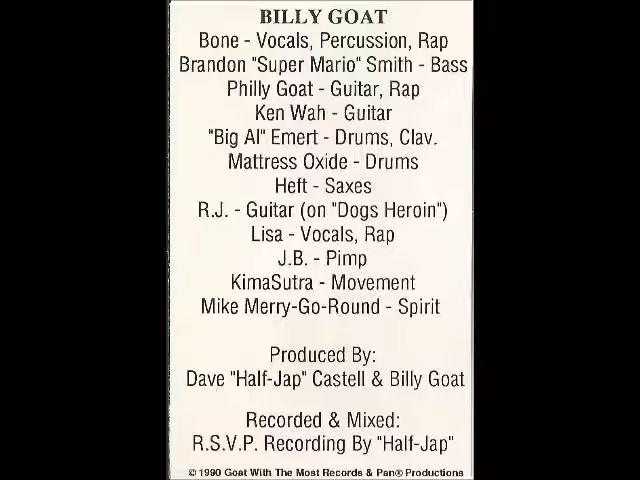 BILLY GOAT
Bone - Vocals, Percussion, Rap
Brandon "Super Mario" Smith - Bass
Philly Goat - Guitar, Rap
Ken Wah - Guitar
"Big Al" Emert - Drums, Clav.
Mattress Oxide - Drums
Heft - Saxes
R.J. - Guitar (on "Dogs Heroin")
Lisa - Vocals, Rap
J.B. - Pimp
KimaSutra - Movement
Mike Merry-Go-Round - Spirit
Produced By:
Dave "Half-Jap" Castell & Billy Goat
Recorded & Mixed:
R.S.V.P. Recording By "Half-Jap"
© 1990 Goat With The Most Records & Pan® Productions